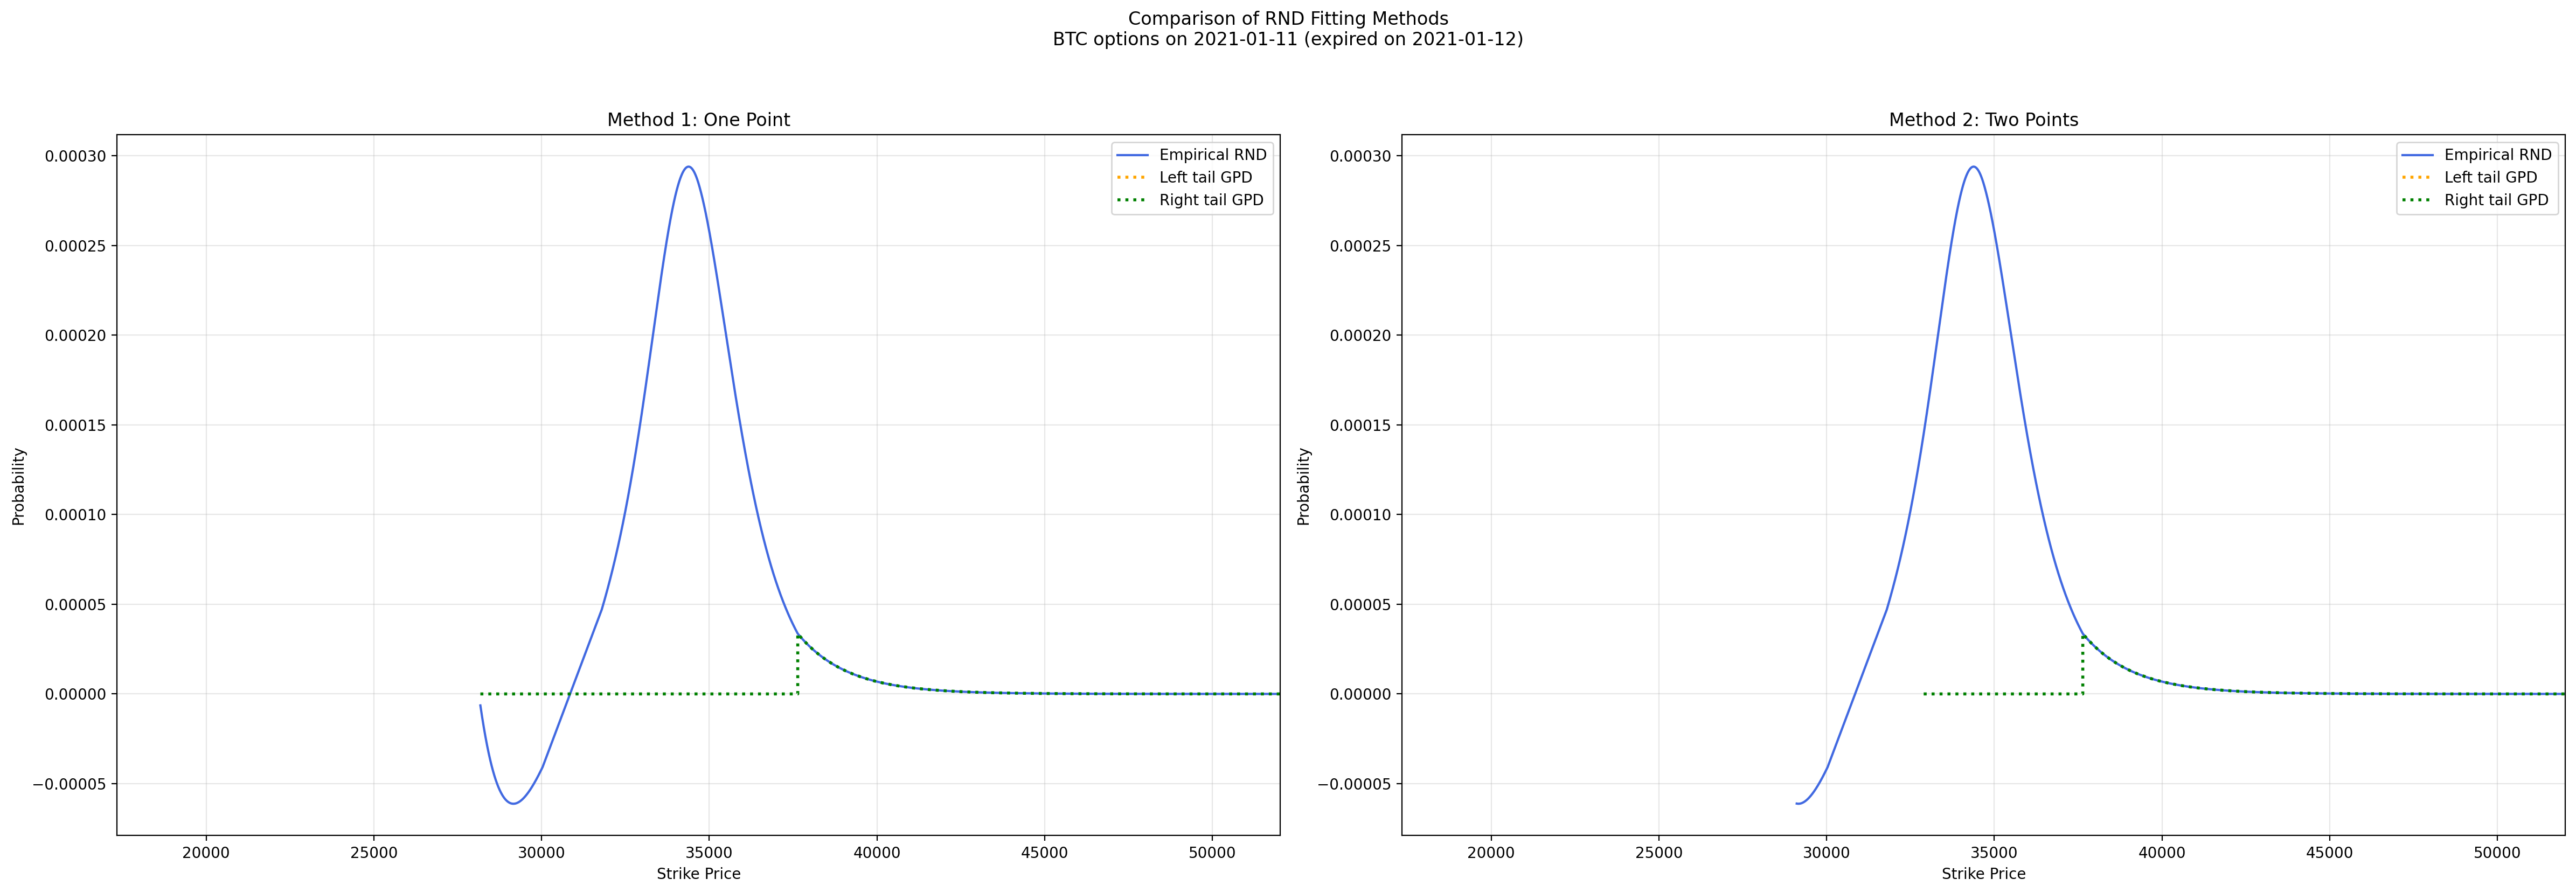 Comparison of RND Fitting Methods
BTC options on 2021-01-11 (expired on 2021-01-12)
Method 1: One Point
0.00030
0.00025
0.00020
0.00015
0.00010
0.00005
0.00000
−0.00005
Probability
20000 25000 30000 35000 40000 45000 50000
Strike Price
Empirical RND
Left tail GPD
Right tail GPD
Method 2: Two Points
0.00030
0.00025
0.00020
0.00015
0.00010
0.00005
0.00000
−0.00005
Probability
20000 25000 30000 35000 40000 45000 50000
Strike Price
Empirical RND
Left tail GPD
Right tail GPD